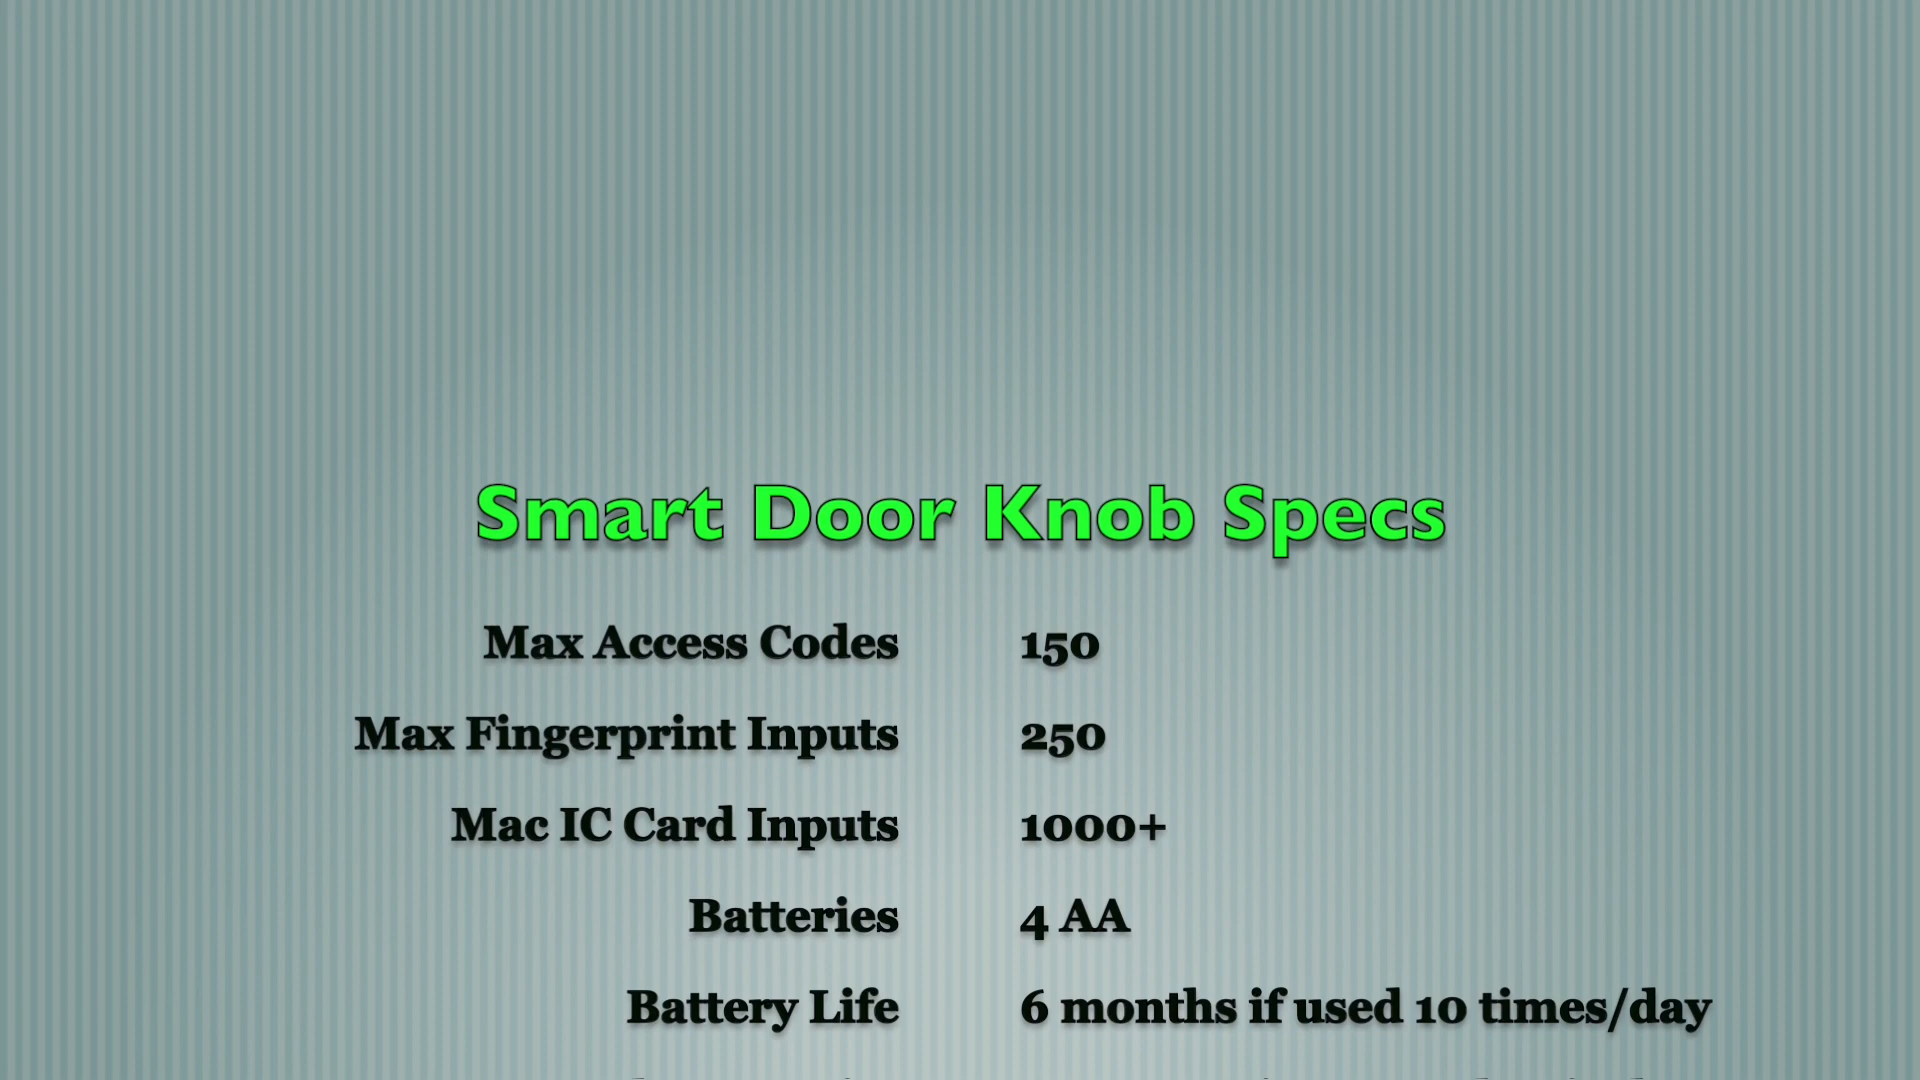 Smart Door Knob Specs
Max Access Codes 150
Max Fingerprint Inputs 250
Mac IC Card Inputs 1000+
Batteries 4 AA
Battery Life 6 months if used 10 times/day